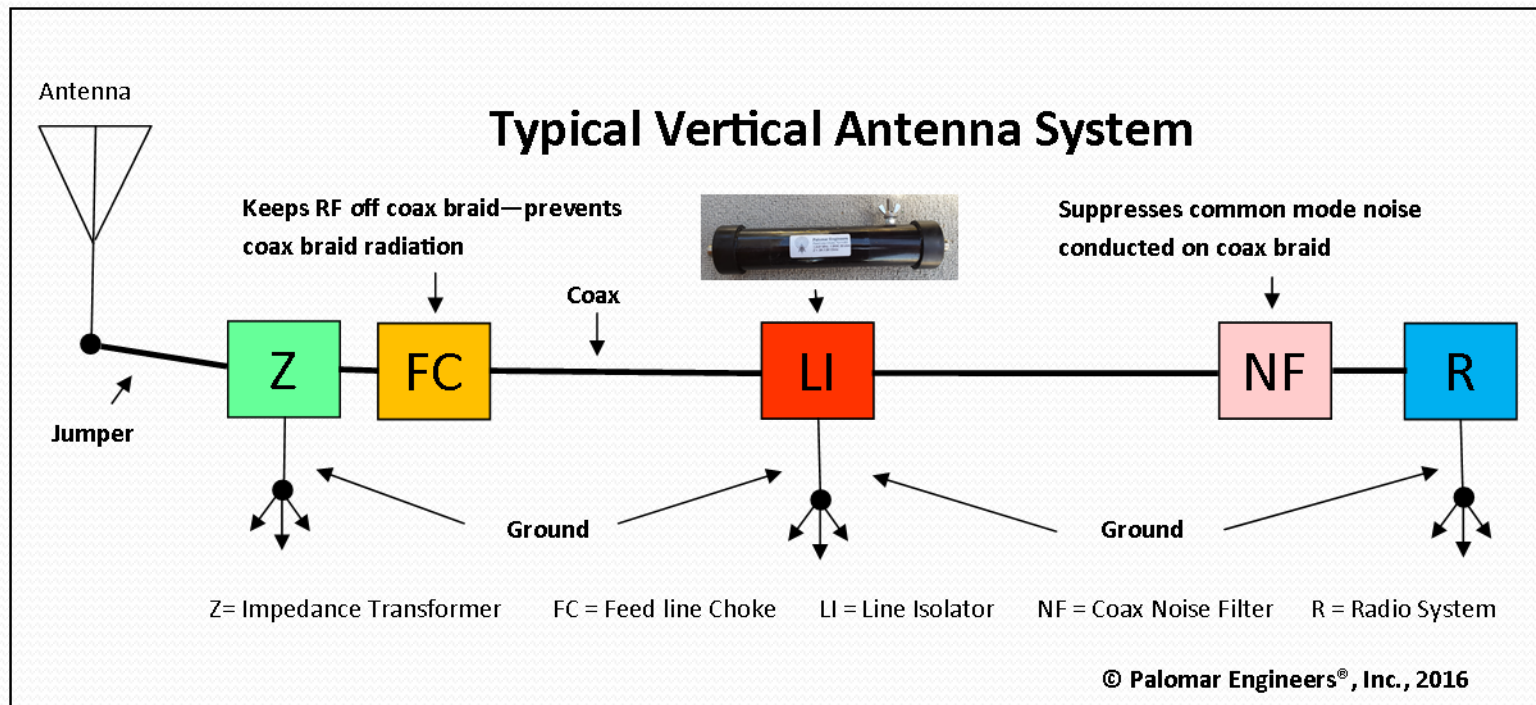 Antenna
Typical Vertical Antenna System
Keeps RF off coax braid—prevents
coax braid radiation
Suppresses common mode noise
conducted on coax braid
Coax
Z
FC
LI
NF
R
Jumper
Ground
Ground
Z= Impedance Transformer
FC = Feed line Choke
LI = Line Isolator
NF = Coax Noise Filter
R = Radio System
© Palomar Engineers®, Inc., 2016